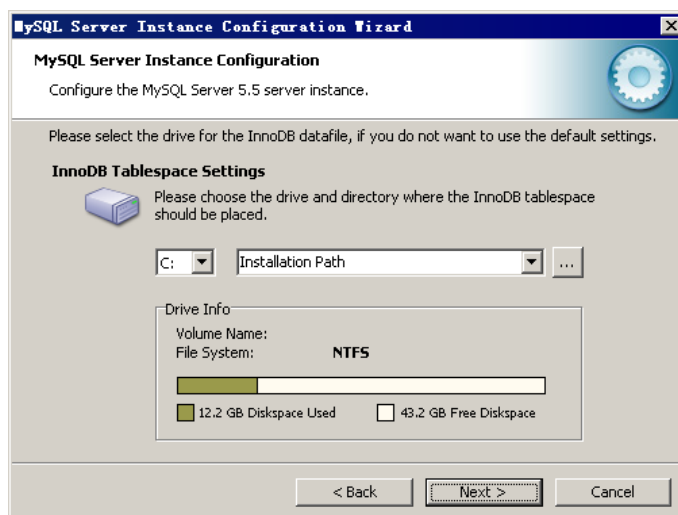 MySQL Server Instance Configuration Wizard
MySQL Server Instance Configuration
Configure the MySQL Server 5.5 server instance.
Please select the drive for the InnoDB datafile, if you do not want to use the default settings.
InnoDB Tablespace Settings
Please choose the drive and directory where the InnoDB tablespace
should be placed.
C: Installation Path ...
Drive Info
Volume Name:
File System: NTFS
12.2 GB Diskspace Used 43.2 GB Free Diskspace
< Back Next > Cancel